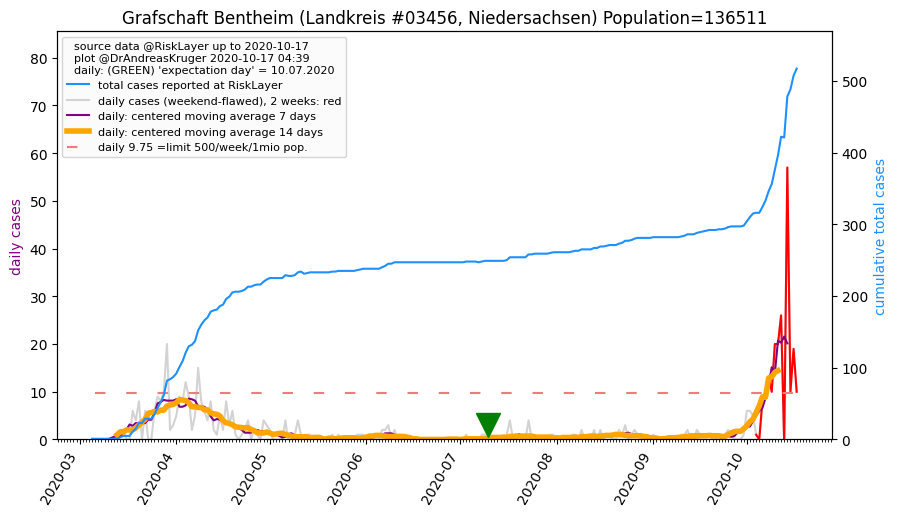 Grafschaft Bentheim (Landkreis #03456, Niedersachsen) Population=136511
source data @RiskLayer up to 2020-10-17
plot @DrAndreasKruger 2020-10-17 04:39
daily: (GREEN) 'expectation day' = 10.07.2020
total cases reported at RiskLayer
daily cases (weekend-flawed), 2 weeks: red
daily: centered moving average 7 days
daily: centered moving average 14 days
daily 9.75 =limit 500/week/1mio pop.
daily cases
80
70
60
50
40
30
20
10
0
cumulative total cases
500
400
300
200
100
0
2020-03
2020-04
2020-05
2020-06
2020-07
2020-08
2020-09
2020-10